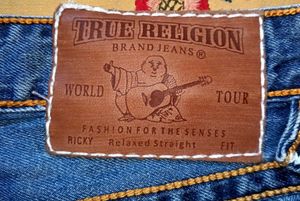 TRUE RELIGION
BRAND JEANS ®
WORLD TOUR
FASHION FOR THE SENSES
RICKY Relaxed Straight FIT